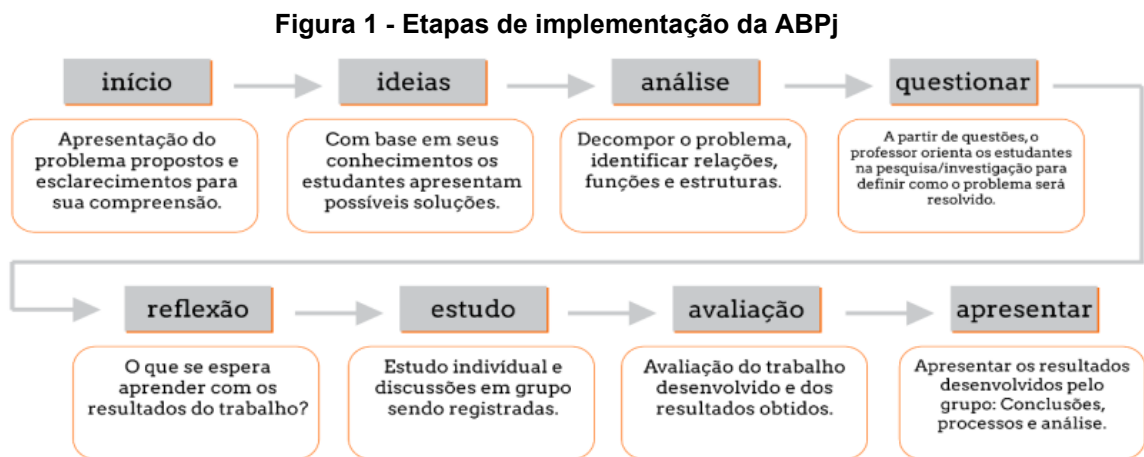 Figura 1 - Etapas de implementação da ABPj
início
Apresentação do
problema propostos e
esclarecimentos para
sua compreensão.
ideias
Com base em seus
conhecimentos os
estudantes apresentam
possíveis soluções.
análise
Decompor o problema,
identificar relações,
funções e estruturas.
questionar
A partir de questões, o
professor orienta os estudantes
na pesquisa/investigação para
definir como o problema será
resolvido.
reflexão
O que se espera
aprender com os
resultados do trabalho?
estudo
Estudo indívidual e
discussões em grupo
sendo registradas.
avaliação
Avaliação do trabalho
desenvolvido e dos
resultados obtidos.
apresentar
Apresentar os resultados
desenvolvidos pelo
grupo: Conclusões,
processos e análise.